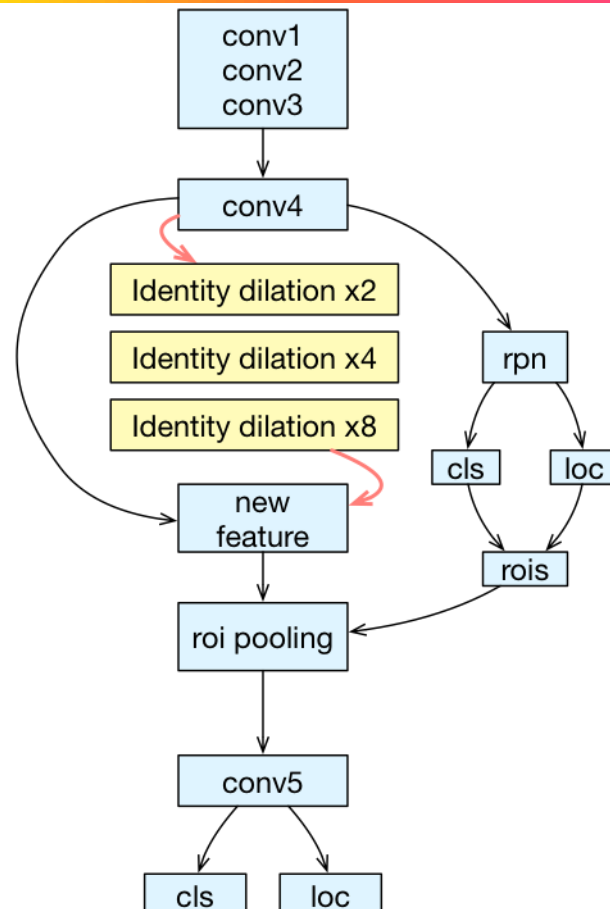 conv1
conv2
conv3
conv4
Identity dilation x2
Identity dilation x4
rpn
Identity dilation x8
cls
loc
new
feature
rois
roi pooling
conv5
cls
loc